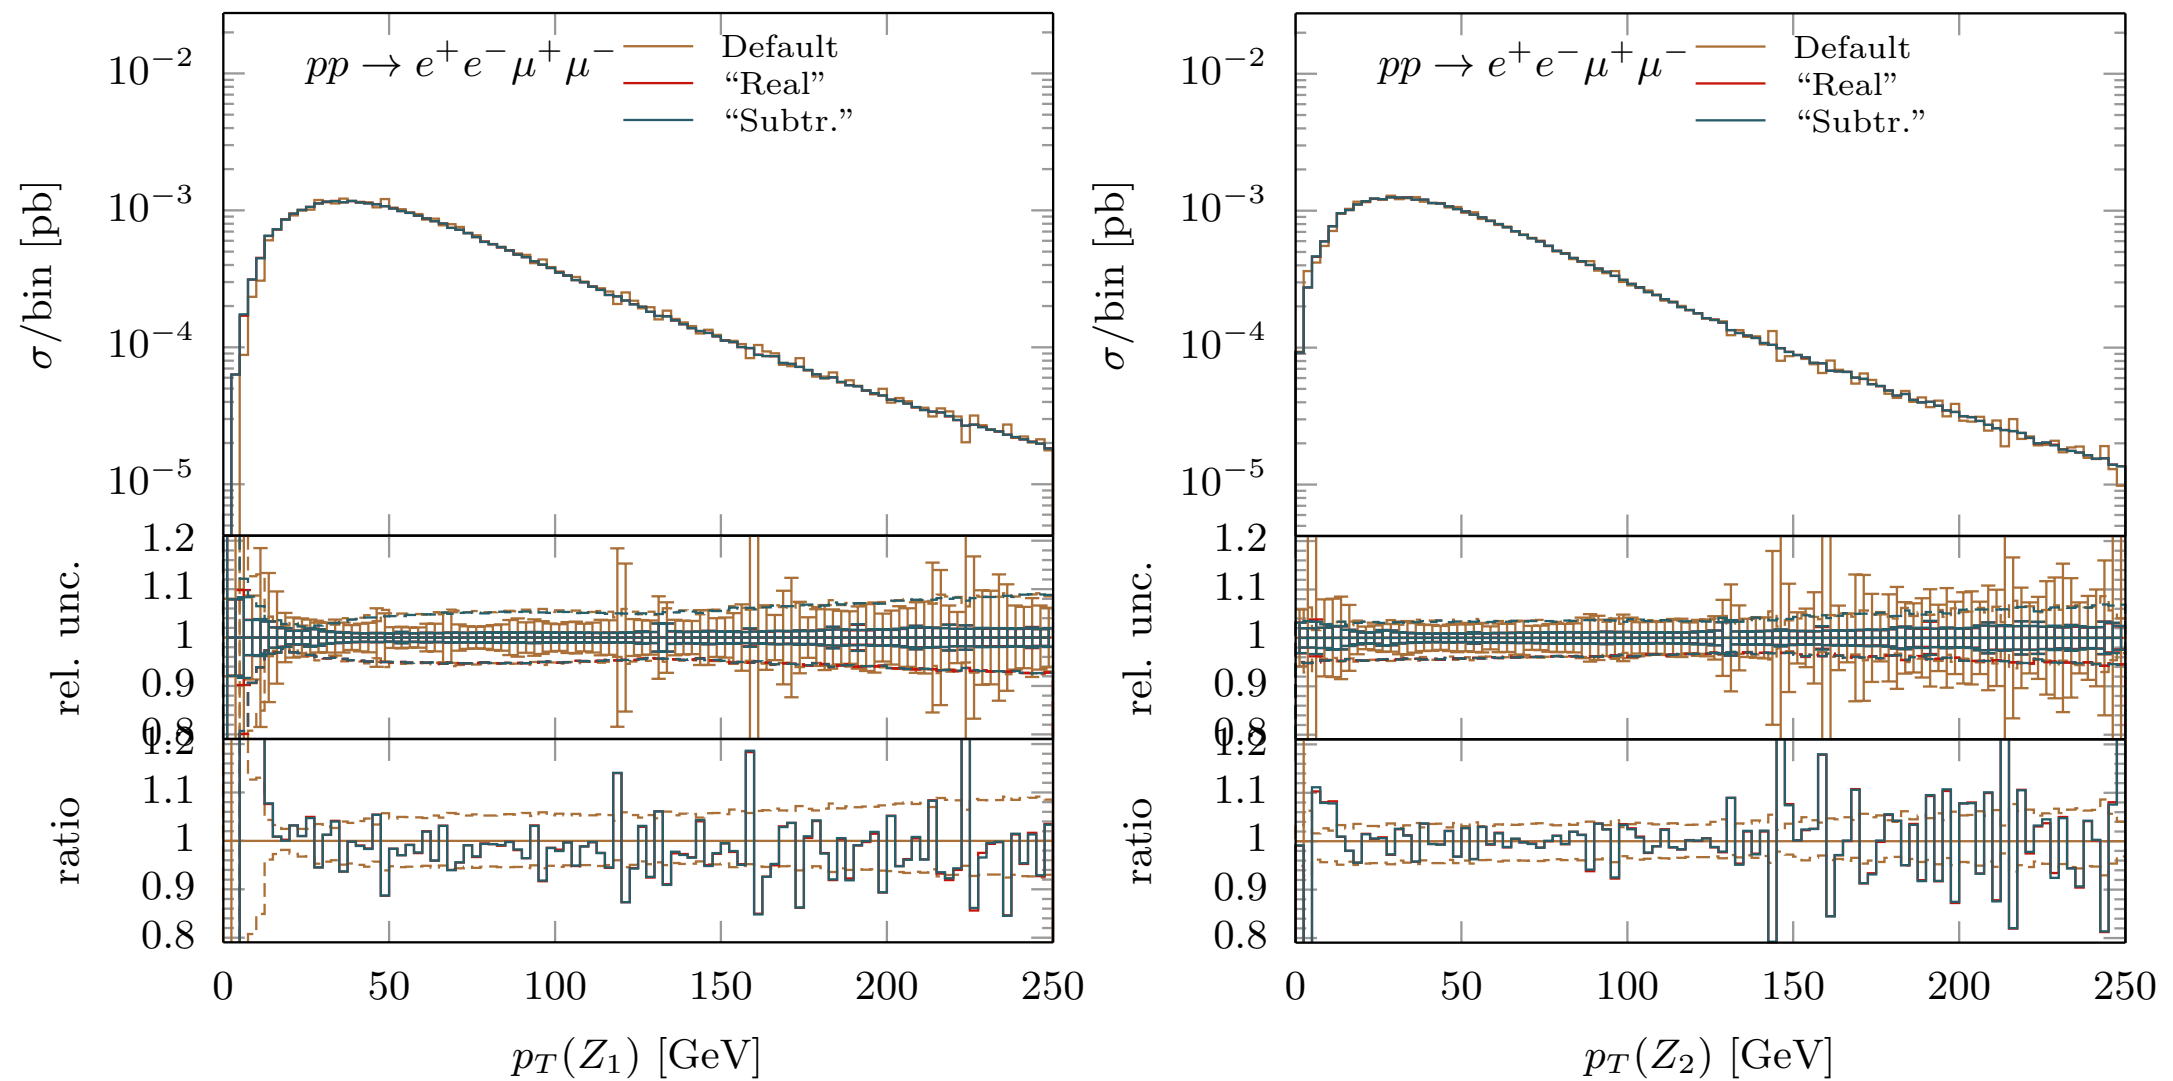 pp → e⁺e⁻μ⁺μ⁻
Default
“Real”
“Subtr.”
σ/bin [pb]
10⁻²
10⁻³
10⁻⁴
10⁻⁵
rel. unc.
1.2
1.1
1
0.9
0.8
ratio
1.2
1.1
1
0.9
0.8
0 50 100 150 200 250
p_T(Z₁) [GeV]
pp → e⁺e⁻μ⁺μ⁻
Default
“Real”
“Subtr.”
σ/bin [pb]
10⁻²
10⁻³
10⁻⁴
10⁻⁵
rel. unc.
1.2
1.1
1
0.9
0.8
ratio
1.2
1.1
1
0.9
0.8
0 50 100 150 200 250
p_T(Z₂) [GeV]